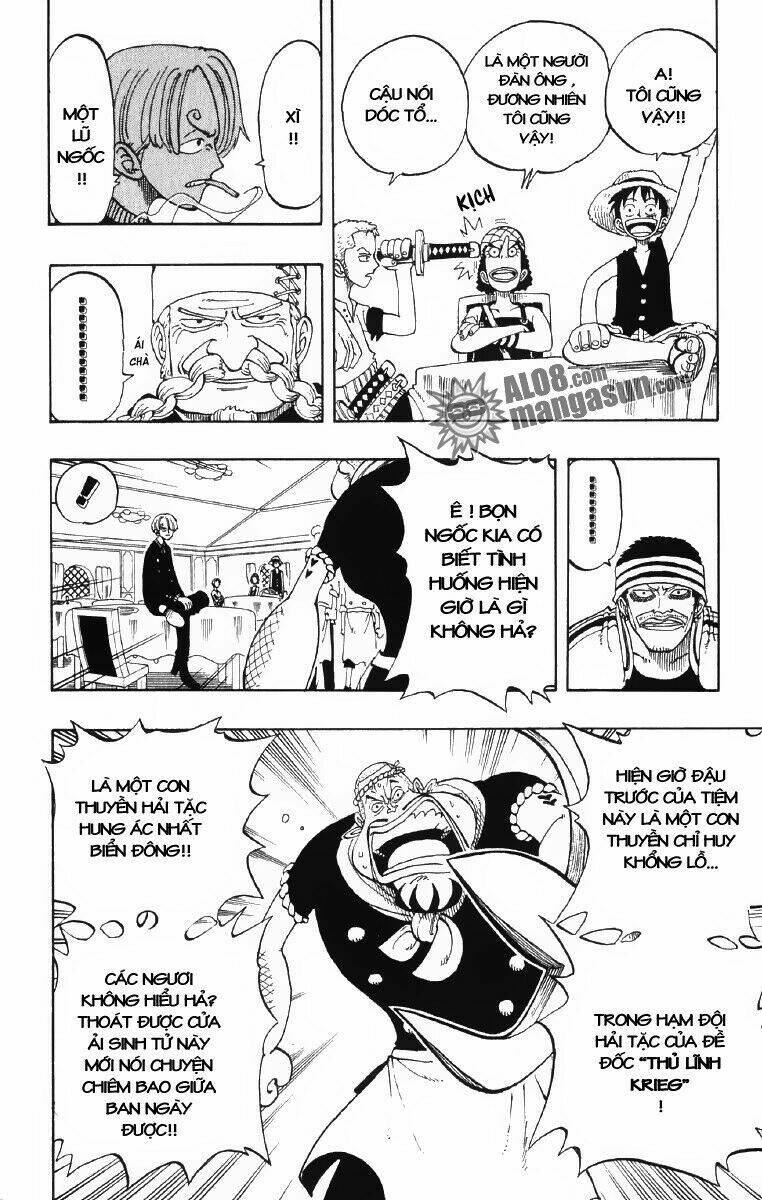 A!
TÔI CŨNG
VẬY!!
LÀ MỘT NGƯỜI
ĐÀN ÔNG,
ĐƯƠNG NHIÊN
TÔI CŨNG
VẬY!
CẬU NÓI
DÓC TỔ...
KỊCH
XÌ
!!
MỘT
LŨ
NGỐC
!!
ÁI
CHÀ
AL08.com
mangasun.com
Ê ! BỌN
NGỐC KIA CÓ
BIẾT TÌNH
HUỐNG HIỆN
GIỜ LÀ GÌ
KHÔNG HẢ?
!
HIỆN GIỜ ĐẬU
TRƯỚC CỦA TIỆM
NÀY LÀ MỘT CON
THUYỀN CHỈ HUY
KHỔNG LỒ...
TRONG HẠM ĐỘI
HẢI TẶC CỦA ĐỀ
ĐỐC "THỦ LĨNH
KRIEG"
!
LÀ MỘT CON
THUYỀN HẢI TẶC
HUNG ÁC NHẤT
BIỂN ĐÔNG!!
の
CÁC NGƯƠI
KHÔNG HIỂU HẢ?
THOÁT ĐƯỢC CỬA
ẢI SINH TỬ NÀY
MỚI NÓI CHUYỆN
CHIÊM BAO GIỮA
BAN NGÀY
ĐƯỢC!!